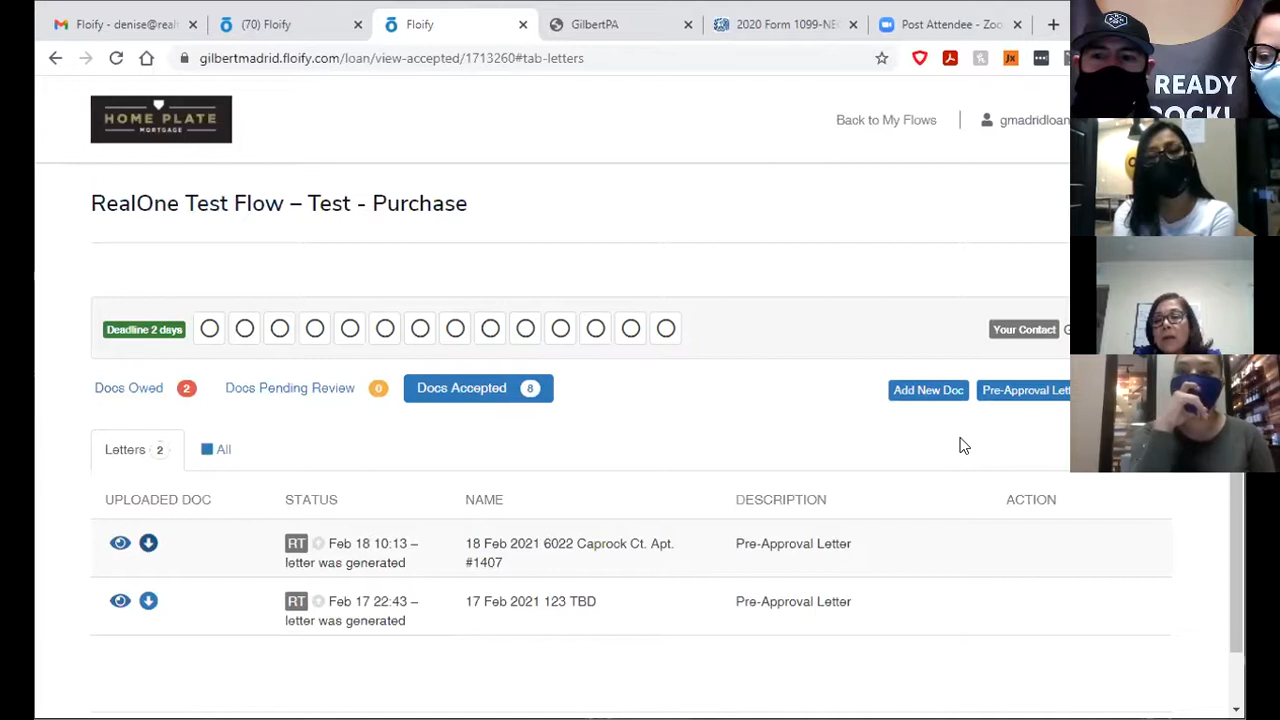 Floify - denise@real
(70) Floify
Floify
GilbertPA
2020 Form 1099-NE
Post Attendee - Zoo
gilbertmadrid.floify.com/loan/view-accepted/1713260#tab-letters
READY
ROCK!
HOME PLATE
MORTGAGE
Back to My Flows
gmadridloan
RealOne Test Flow – Test - Purchase
Deadline 2 days
Your Contact
Docs Owed 2
Docs Pending Review 0
Docs Accepted 8
Add New Doc
Pre-Approval Lett
Letters 2
All
UPLOADED DOC STATUS NAME DESCRIPTION ACTION
RT Feb 18 10:13 – 18 Feb 2021 6022 Caprock Ct. Apt. Pre-Approval Letter
letter was generated #1407
RT Feb 17 22:43 – 17 Feb 2021 123 TBD Pre-Approval Letter
letter was generated